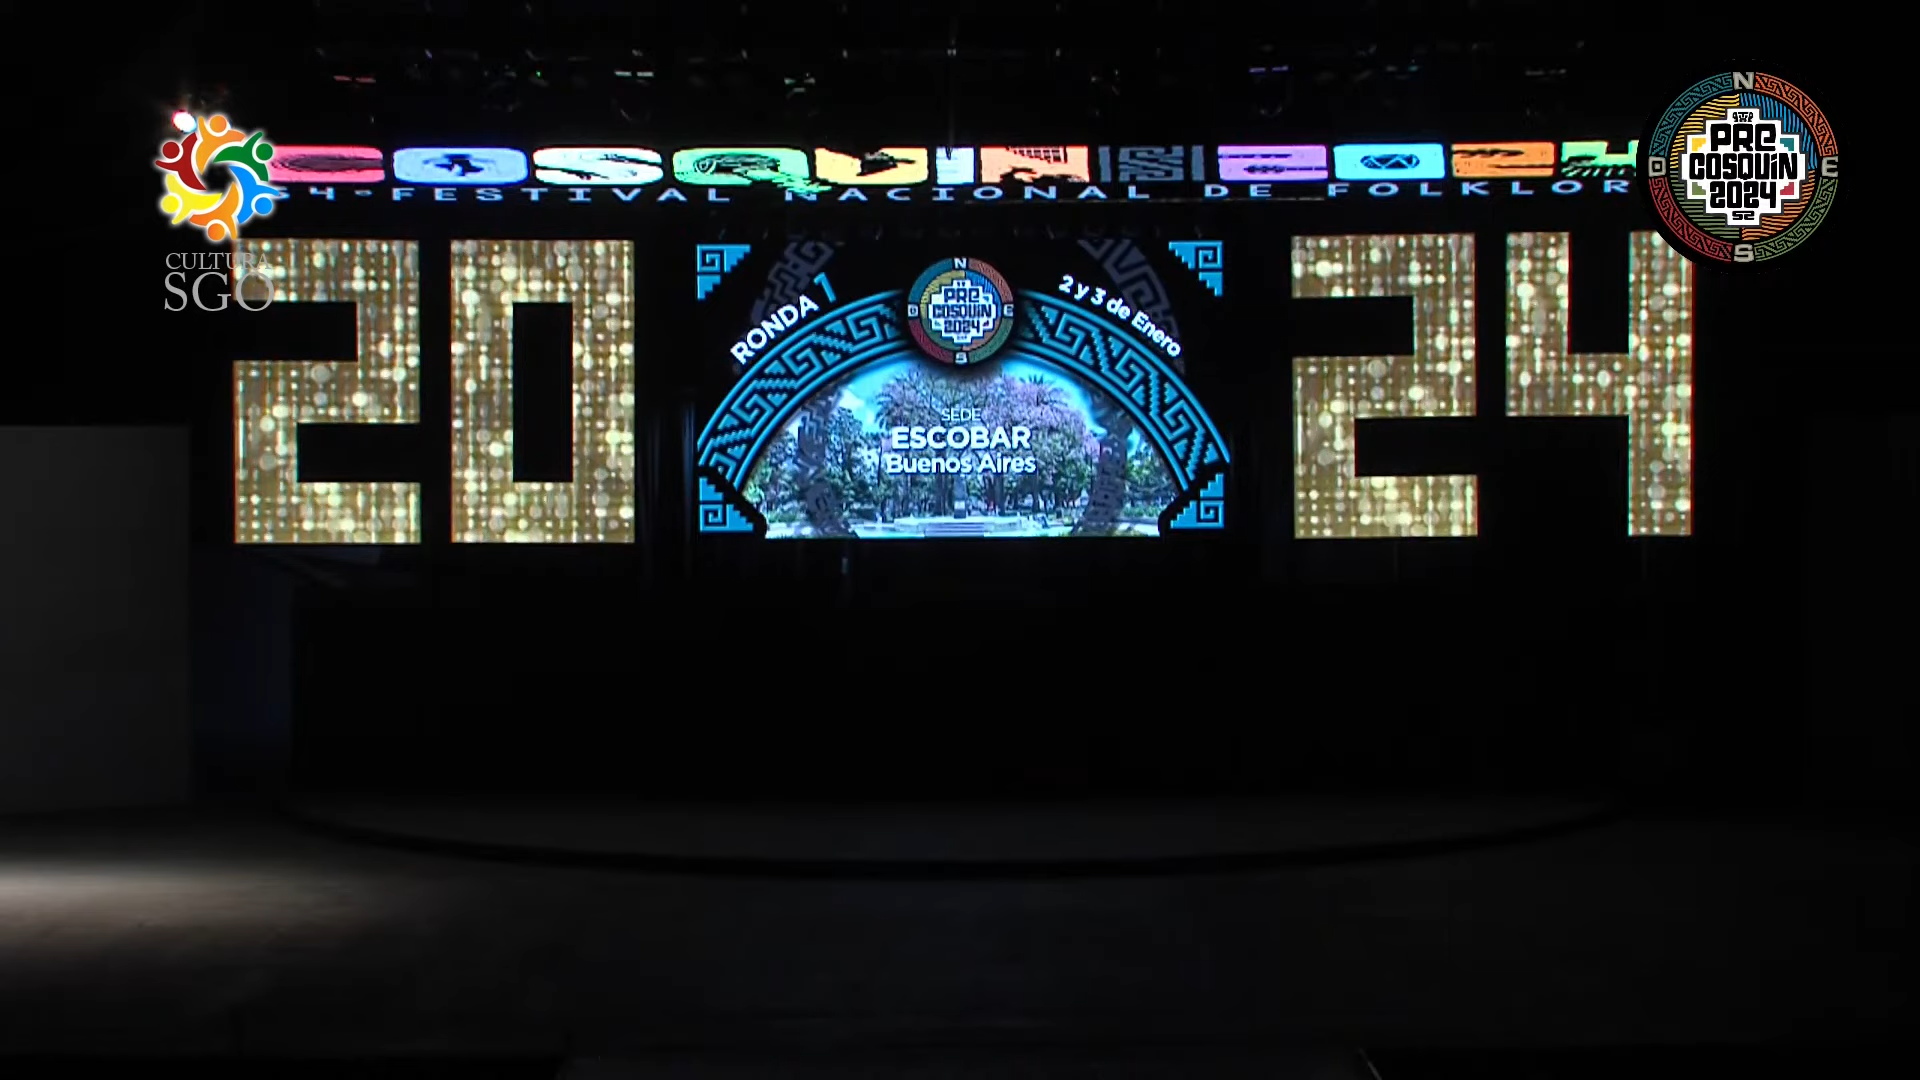 COSQUIN 2024
64º FESTIVAL NACIONAL DE FOLKLOR
CULTURA
SGO
N
PRE
COSQUIN
2024
O
E
S
20
24
RONDA 1
2 y 3 de Enero
N
PRE
COSQUIN
2024
O
E
S
SEDE
ESCOBAR
Buenos Aires